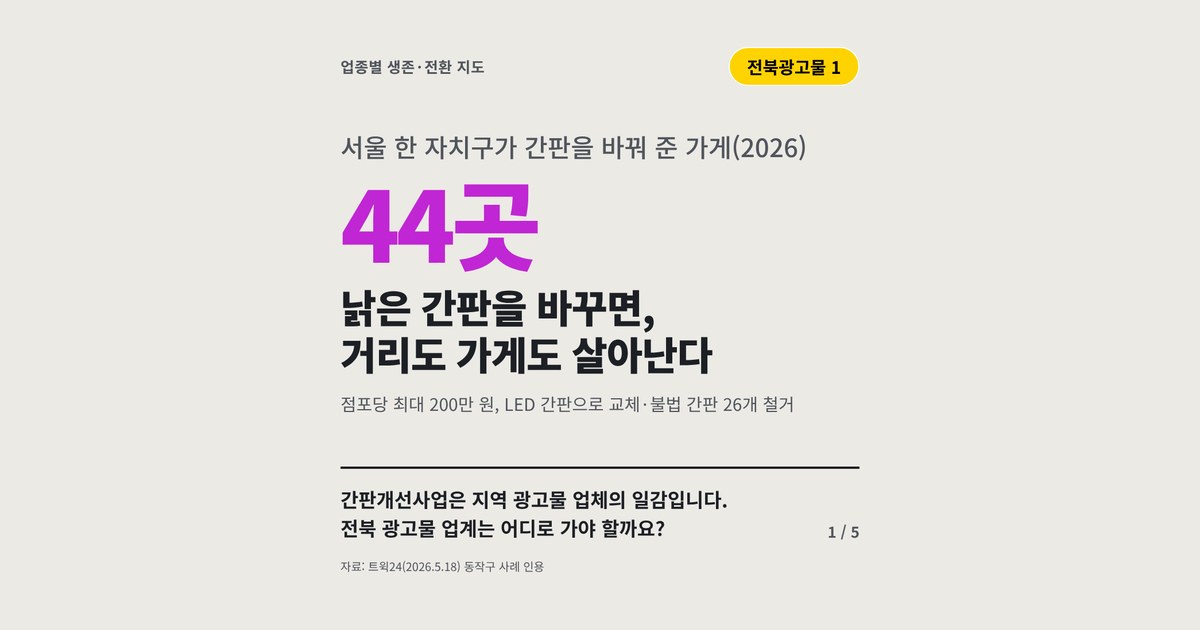 업종별 생존·전환 지도
전북광고물 1
서울 한 자치구가 간판을 바꿔 준 가게(2026)
44곳
낡은 간판을 바꾸면,
거리도 가게도 살아난다
점포당 최대 200만 원, LED 간판으로 교체·불법 간판 26개 철거
간판개선사업은 지역 광고물 업체의 일감입니다.
전북 광고물 업계는 어디로 가야 할까요?
1 / 5
자료: 트윅24(2026.5.18) 동작구 사례 인용